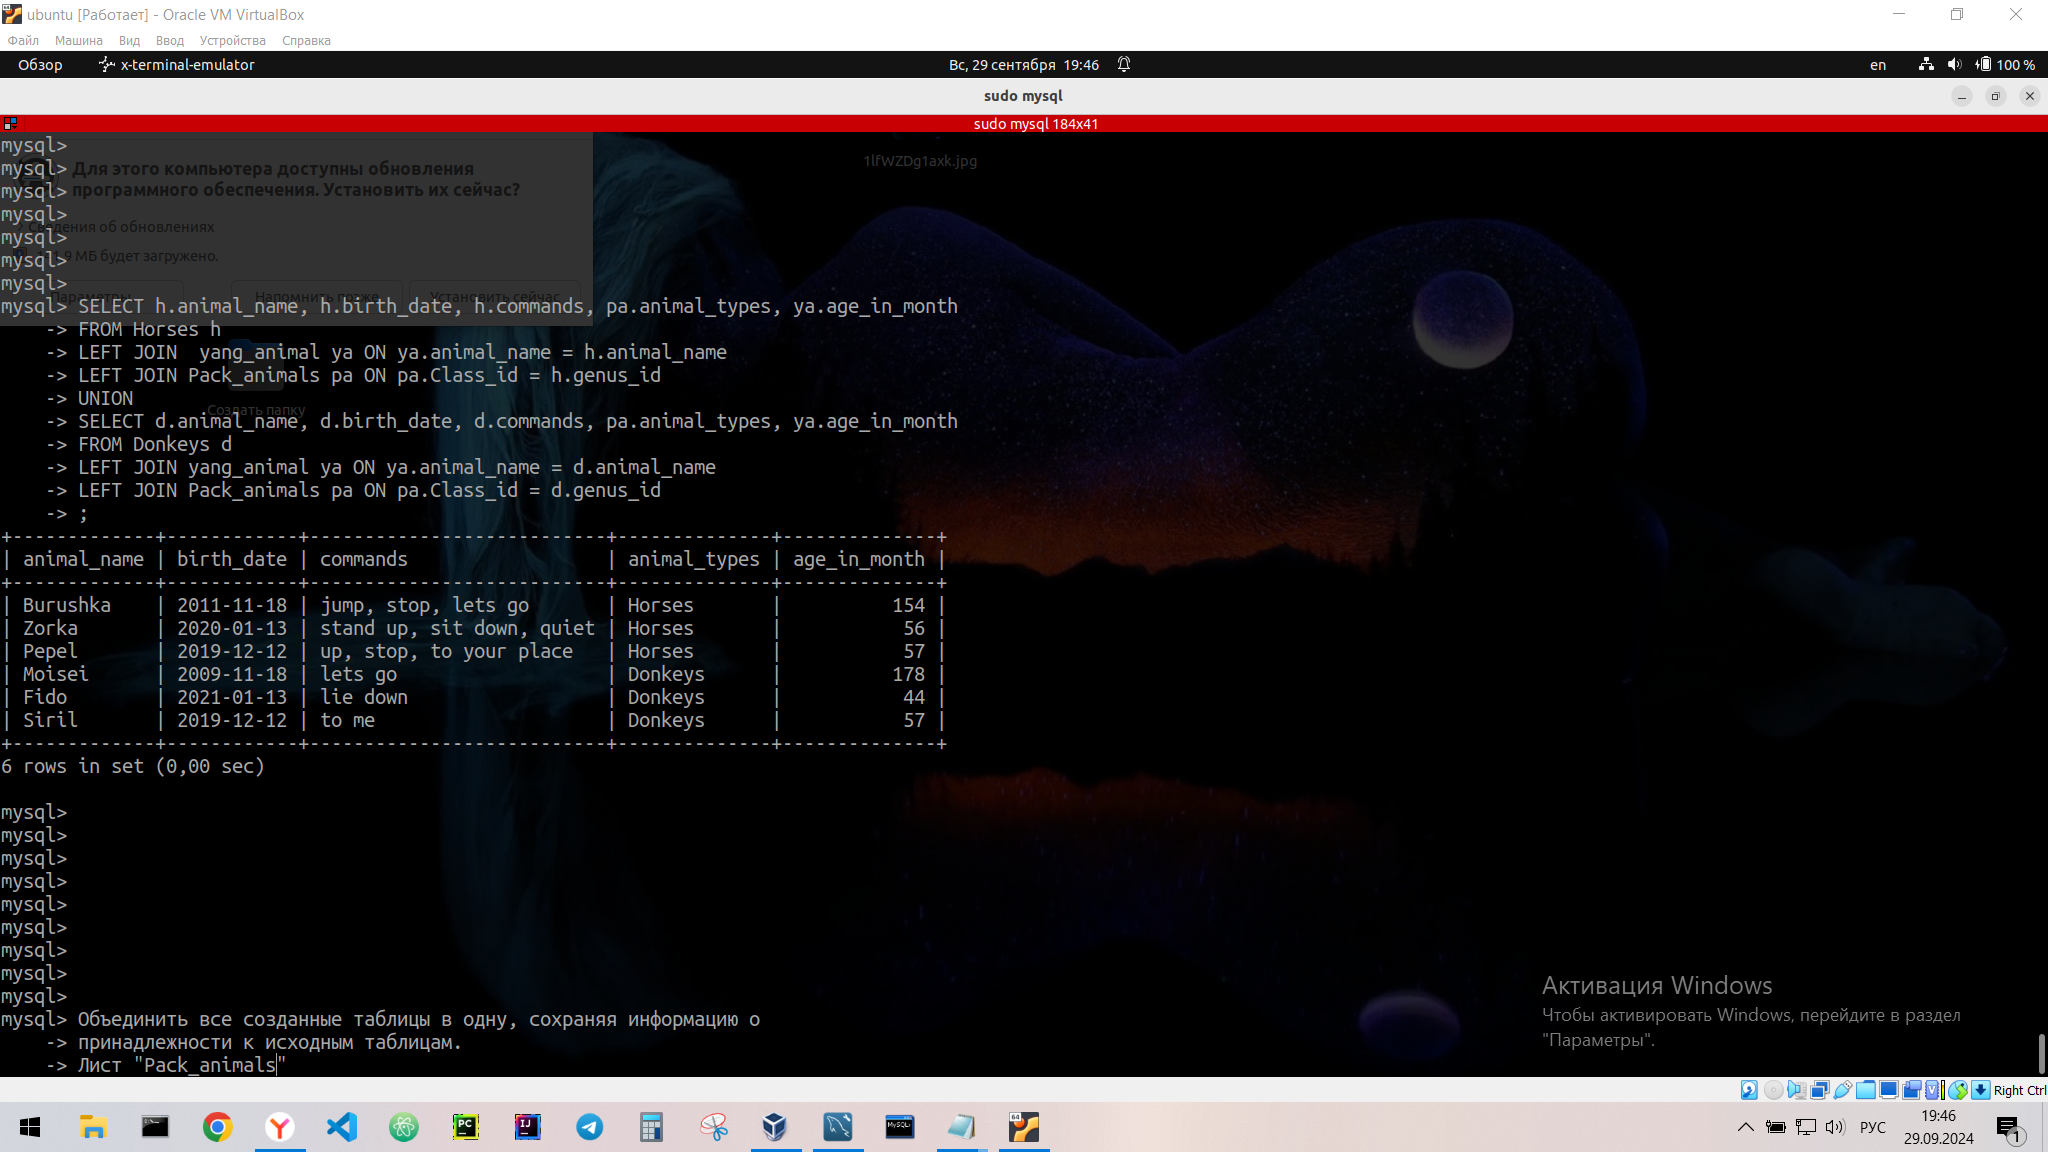 ubuntu [Работает] - Oracle VM VirtualBox
Файл Машина Вид Ввод Устройства Справка
Обзор x-terminal-emulator Вс, 29 сентября 19:46 en 100 %
sudo mysql
sudo mysql 184x41
mysql>
1lfWZDg1axk.jpg
mysql> Для этого компьютера доступны обновления
mysql> программного обеспечения. Установить их сейчас?
mysql>
Сведения об обновлениях
mysql>
mysql> 9 МБ будет загружено.
mysql>
Параметры Напомнить позже Установить сейчас
mysql> SELECT h.animal_name, h.birth_date, h.commands, pa.animal_types, ya.age_in_month
-> FROM Horses h
-> LEFT JOIN  yang_animal ya ON ya.animal_name = h.animal_name
-> LEFT JOIN Pack_animals pa ON pa.Class_id = h.genus_id
-> UNION
Создать папку
-> SELECT d.animal_name, d.birth_date, d.commands, pa.animal_types, ya.age_in_month
-> FROM Donkeys d
-> LEFT JOIN yang_animal ya ON ya.animal_name = d.animal_name
-> LEFT JOIN Pack_animals pa ON pa.Class_id = d.genus_id
-> ;
+-------------+------------+---------------------------+--------------+--------------+
| animal_name | birth_date | commands                  | animal_types | age_in_month |
+-------------+------------+---------------------------+--------------+--------------+
| Burushka    | 2011-11-18 | jump, stop, lets go       | Horses       |          154 |
| Zorka       | 2020-01-13 | stand up, sit down, quiet | Horses       |           56 |
| Pepel       | 2019-12-12 | up, stop, to your place   | Horses       |           57 |
| Moisei      | 2009-11-18 | lets go                   | Donkeys      |          178 |
| Fido        | 2021-01-13 | lie down                  | Donkeys      |           44 |
| Siril       | 2019-12-12 | to me                     | Donkeys      |           57 |
+-------------+------------+---------------------------+--------------+--------------+
6 rows in set (0,00 sec)
mysql>
mysql>
mysql>
mysql>
mysql>
mysql>
mysql>
mysql>
mysql>
mysql> Объединить все созданные таблицы в одну, сохраняя информацию о
-> принадлежности к исходным таблицам.
-> Лист "Pack_animals"
Активация Windows
Чтобы активировать Windows, перейдите в раздел
"Параметры".
Right Ctrl
РУС 19:46
29.09.2024
1